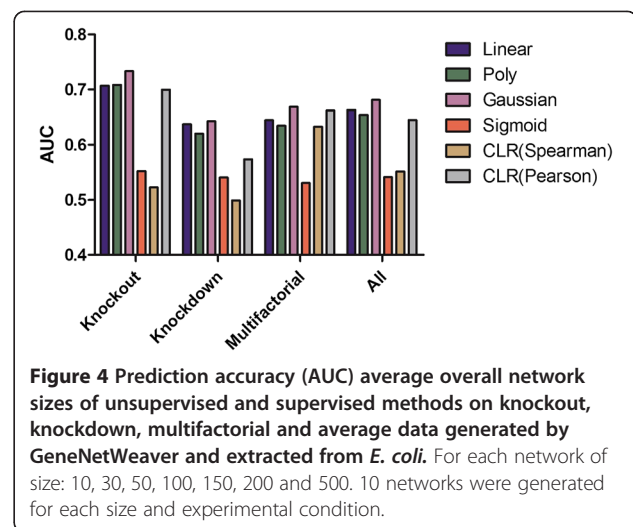 0.8
0.7
0.6
0.5
0.4
AUC
Knockout
Knockdown
Multifactorial
All
Linear
Poly
Gaussian
Sigmoid
CLR(Spearman)
CLR(Pearson)
Figure 4 Prediction accuracy (AUC) average overall network
sizes of unsupervised and supervised methods on knockout,
knockdown, multifactorial and average data generated by
GeneNetWeaver and extracted from E. coli. For each network of
size: 10, 30, 50, 100, 150, 200 and 500. 10 networks were generated
for each size and experimental condition.